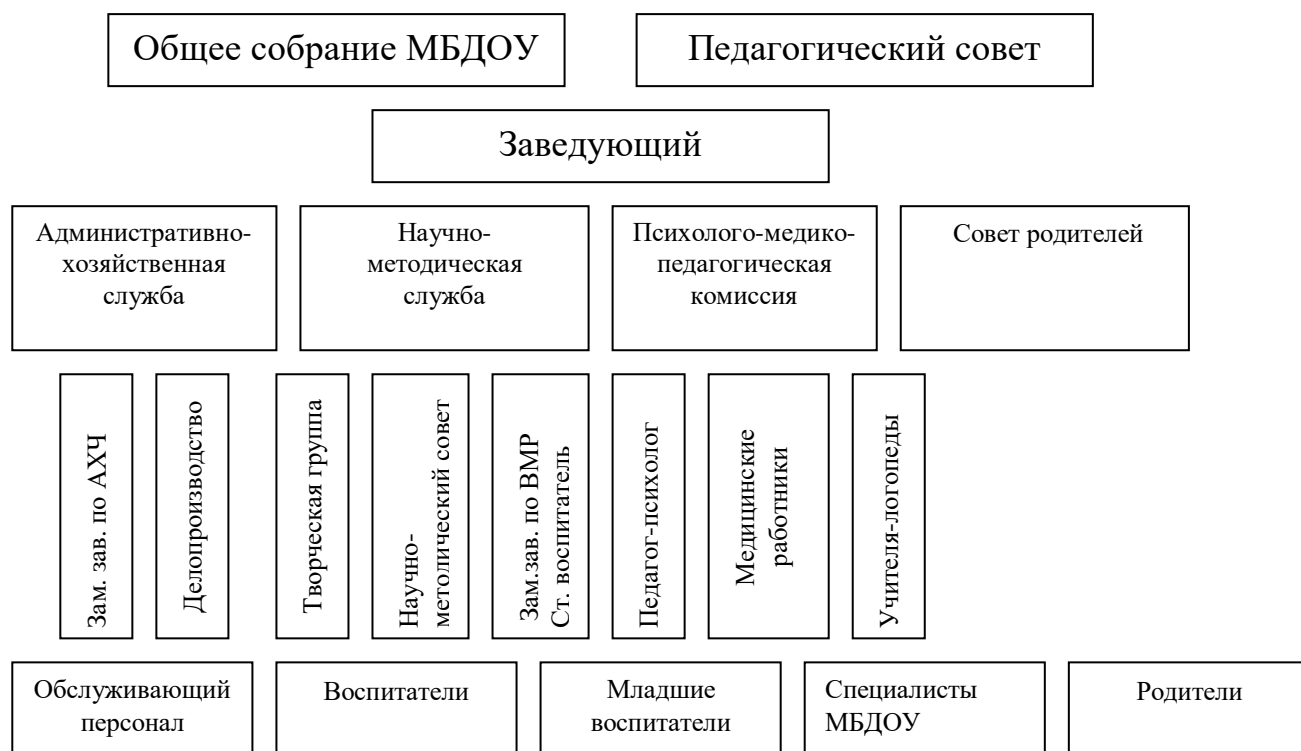 Общее собрание МБДОУ
Педагогический совет
Заведующий
Административно-
хозяйственная
служба
Научно-
методическая
служба
Психолого-медико-
педагогическая
комиссия
Совет родителей
Зам. зав. по АХЧ
Делопроизводство
Творческая группа
Научно-
метолический совет
Зам.зав. по ВМР
Ст. воспитатель
Педагог-психолог
Медицинские
работники
Учителя-логопеды
Обслуживающий
персонал
Воспитатели
Младшие
воспитатели
Специалисты
МБДОУ
Родители